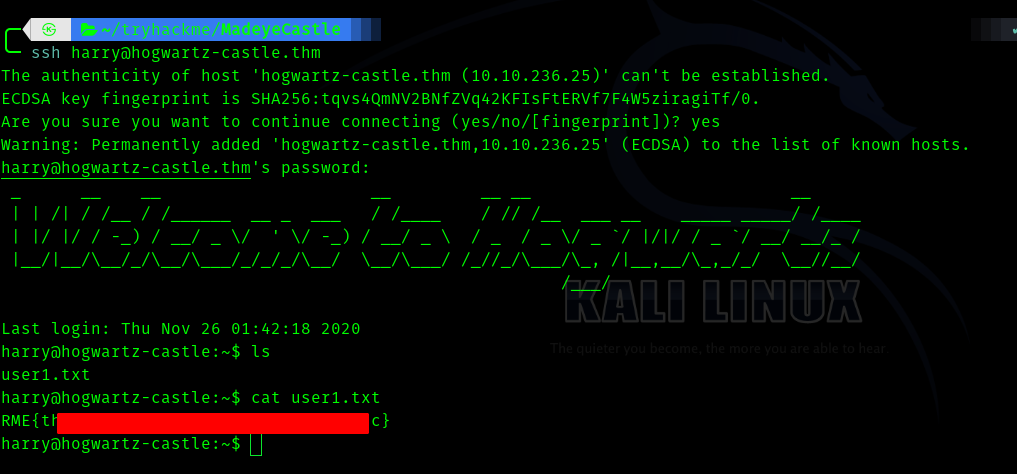 ~/tryhackme/MadeyeCastle
ssh harry@hogwartz-castle.thm
The authenticity of host 'hogwartz-castle.thm (10.10.236.25)' can't be established.
ECDSA key fingerprint is SHA256:tqvs4QmNV2BNfZVq42KFIsFtERVf7F4W5ziragiTf/0.
Are you sure you want to continue connecting (yes/no/[fingerprint])? yes
Warning: Permanently added 'hogwartz-castle.thm,10.10.236.25' (ECDSA) to the list of known hosts.
harry@hogwartz-castle.thm's password:
Welcome to Hogwartz
KALI LINUX
The quieter you become, the more you are able to hear.
Last login: Thu Nov 26 01:42:18 2020
harry@hogwartz-castle:~$ ls
user1.txt
harry@hogwartz-castle:~$ cat user1.txt
RME{th c}
harry@hogwartz-castle:~$